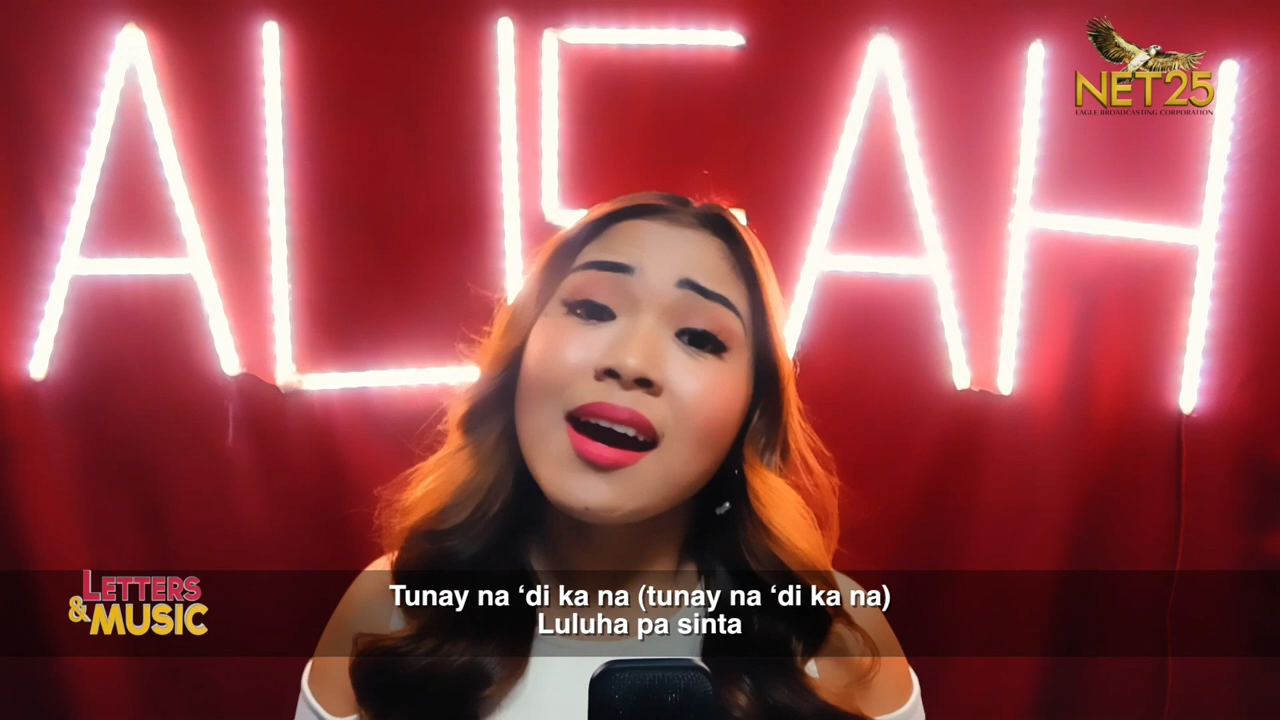 ALEAH
NET25
EAGLE BROADCASTING CORPORATION
LETTERS
& MUSIC
Tunay na ‘di ka na (tunay na ‘di ka na)
Luluha pa sinta